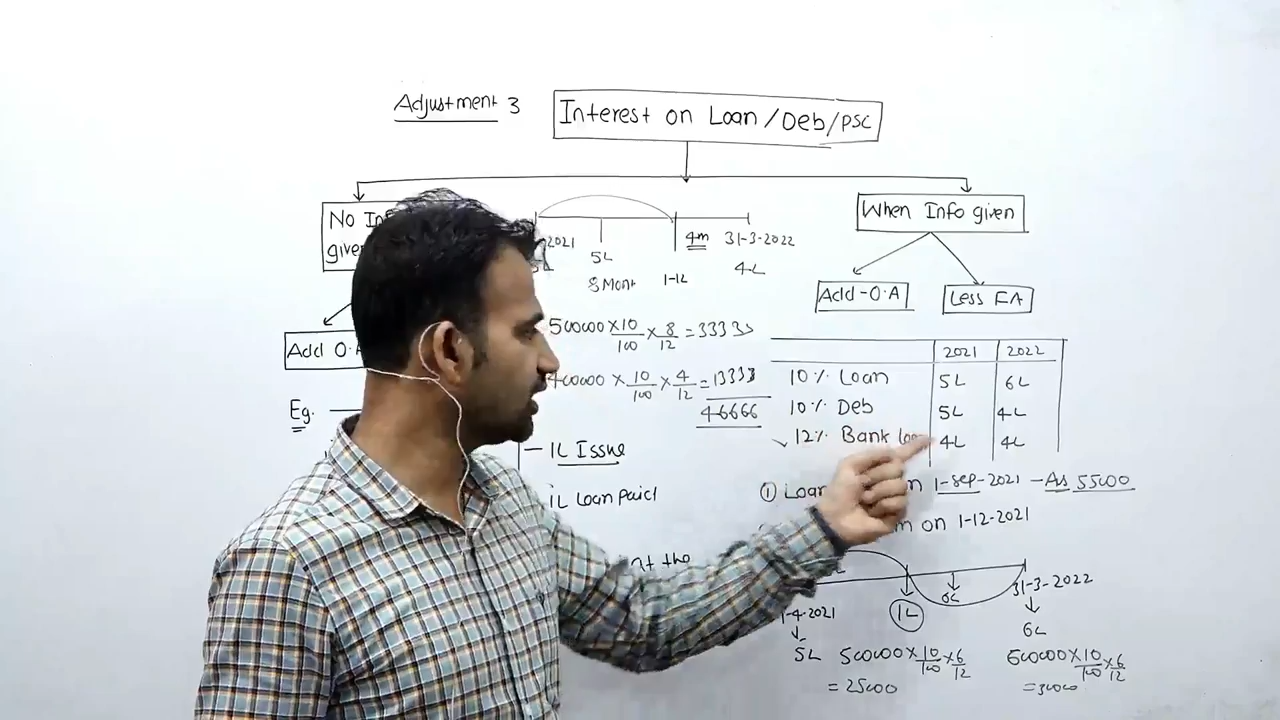 Adjustment 3
Interest on Loan/Deb/PSC
No Inf
given
When Info given
2021
5L
8 Mont
1-12
4m
31-3-2022
4L
Add O.A
Less FA
Add O.
Eg.
500000 × 10/100 × 8/12 = 33333
400000 × 10/100 × 4/12 = 13333
46666
1L Issue
1L Loan Paid
nt the
2021 2022
10% Loan 5L 6L
10% Deb 5L 4L
✓ 12% Bank 4L 4L
① Loan n 1-Sep-2021 – As 55000
m on 1-12-2021
1-4-2021
5L
1L
6L
31-3-2022
6L
500000 × 10/100 × 6/12
= 25000
600000 × 10/100 × 6/12
= 30000